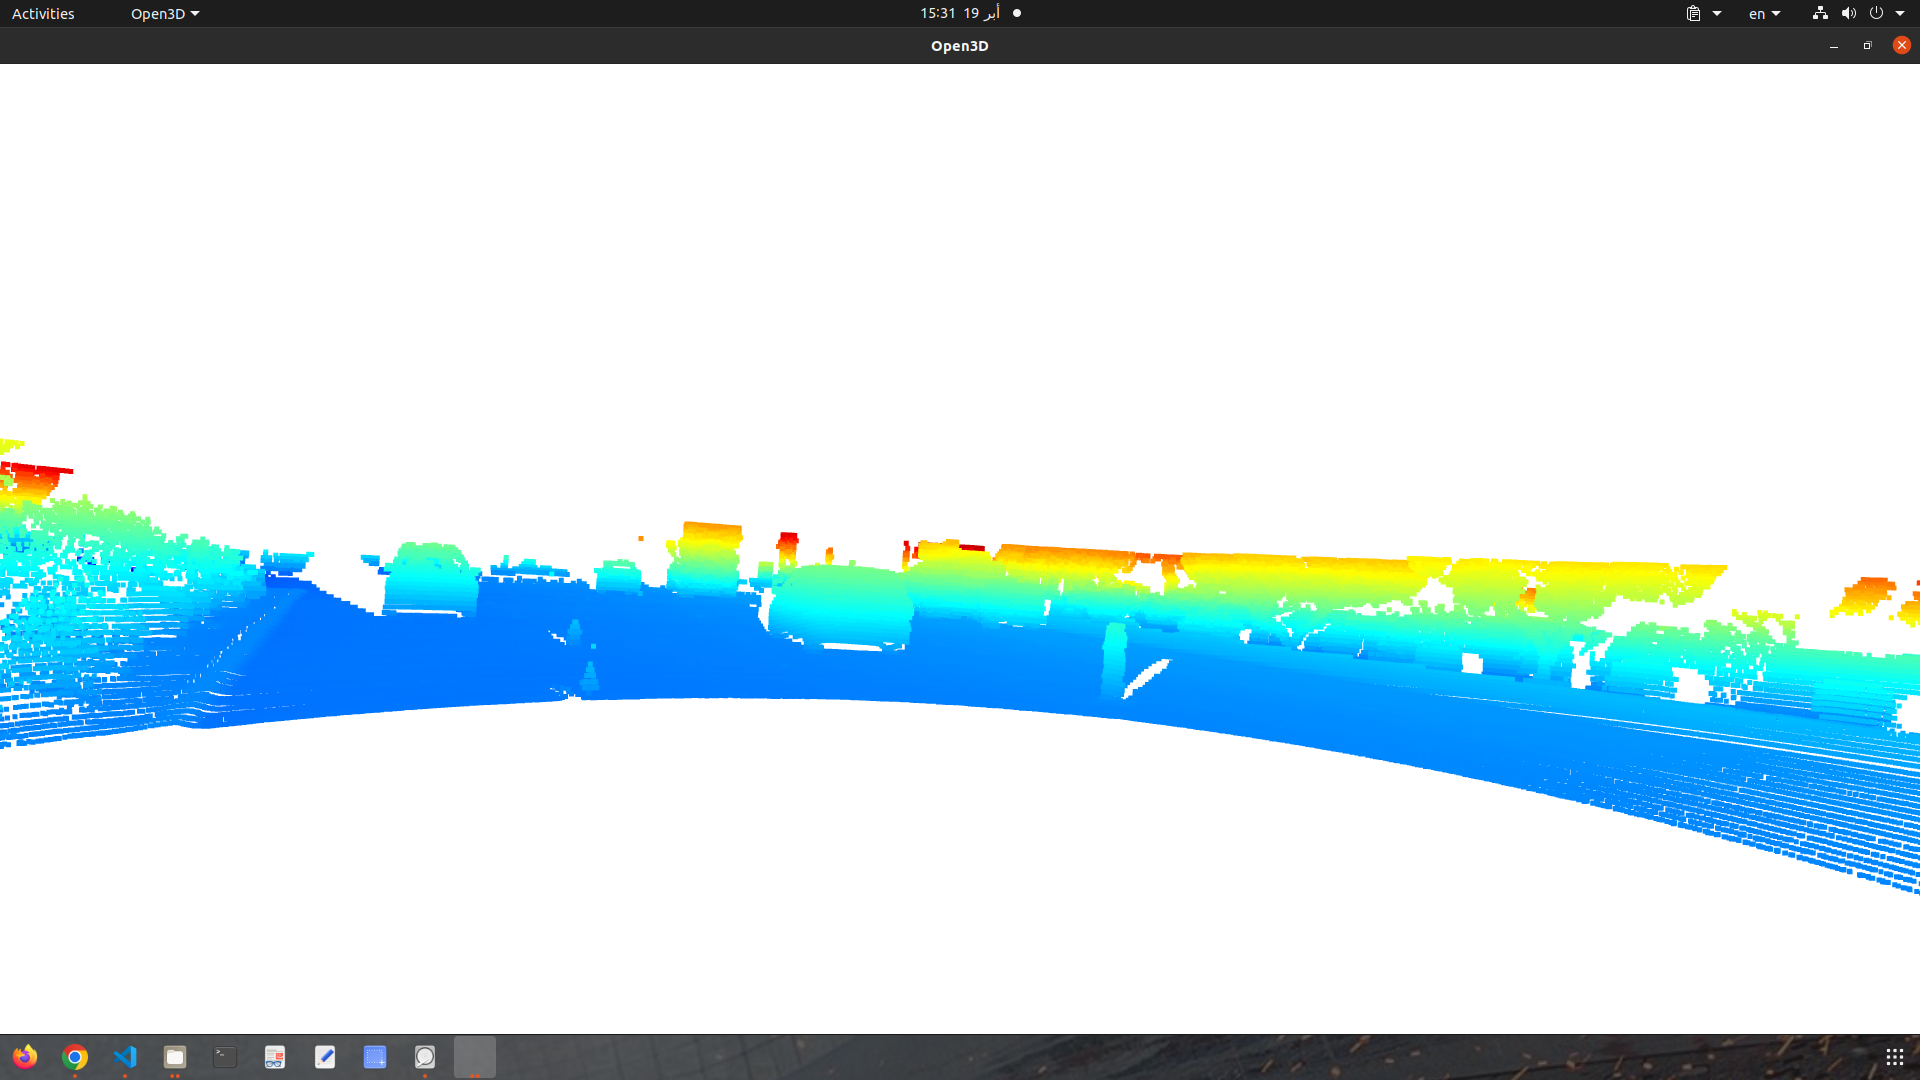 Activities
Open3D
15:31 19 أبر
en
Open3D